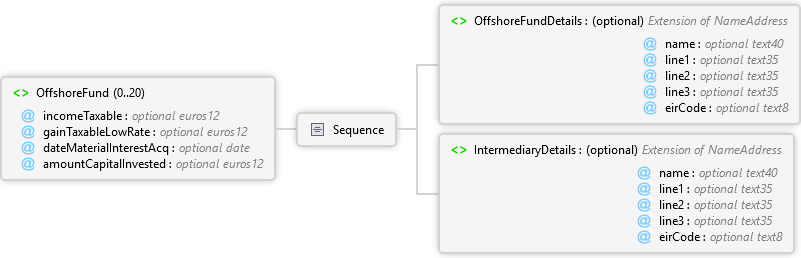 <> OffshoreFund (0..20)
@ incomeTaxable : optional euros12
@ gainTaxableLowRate : optional euros12
@ dateMaterialInterestAcq : optional date
@ amountCapitalInvested : optional euros12
Sequence
<> OffshoreFundDetails : (optional) Extension of NameAddress
@ name : optional text40
@ line1 : optional text35
@ line2 : optional text35
@ line3 : optional text35
@ eirCode : optional text8
<> IntermediaryDetails : (optional) Extension of NameAddress
@ name : optional text40
@ line1 : optional text35
@ line2 : optional text35
@ line3 : optional text35
@ eirCode : optional text8